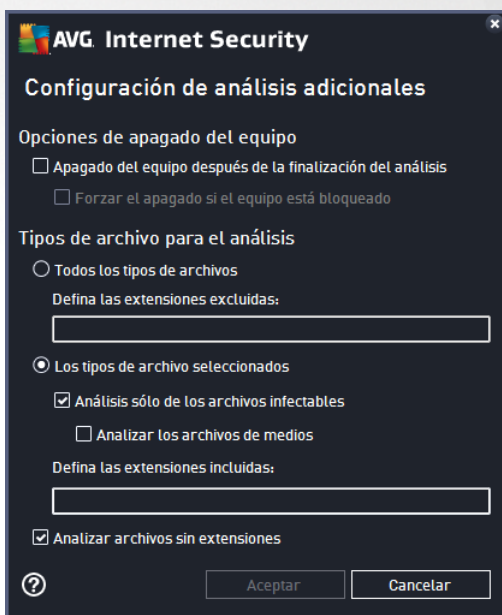 AVG. Internet Security
Configuración de análisis adicionales
Opciones de apagado del equipo
Apagado del equipo después de la finalización del análisis
Forzar el apagado si el equipo está bloqueado
Tipos de archivo para el análisis
Todos los tipos de archivos
Defina las extensiones excluidas:
Los tipos de archivo seleccionados
Análisis sólo de los archivos infectables
Analizar los archivos de medios
Defina las extensiones incluidas:
Analizar archivos sin extensiones
? Aceptar Cancelar